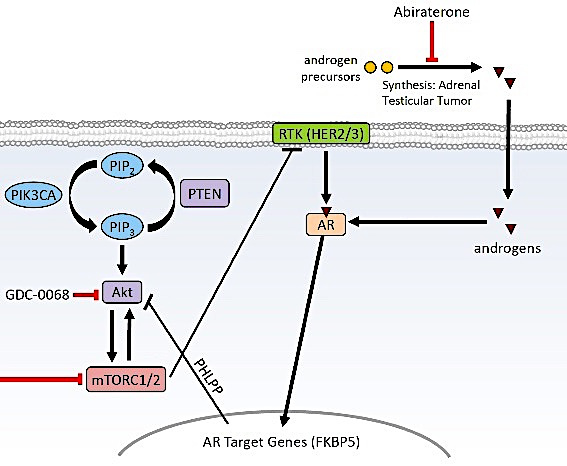 Abiraterone
androgen
precursors
Synthesis: Adrenal
Testicular Tumor
RTK (HER2/3)
PIP2
PIK3CA
PTEN
PIP3
AR
androgens
GDC-0068
Akt
mTORC1/2
PHLPP
AR Target Genes (FKBP5)